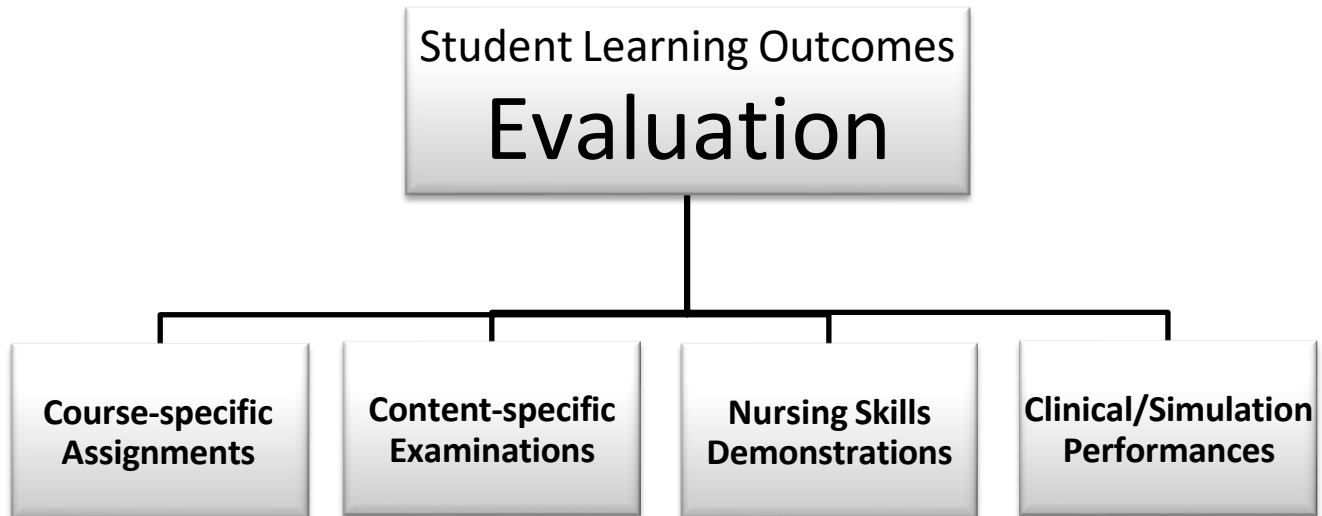 Student Learning Outcomes
Evaluation
Course-specific
Assignments
Content-specific
Examinations
Nursing Skills
Demonstrations
Clinical/Simulation
Performances